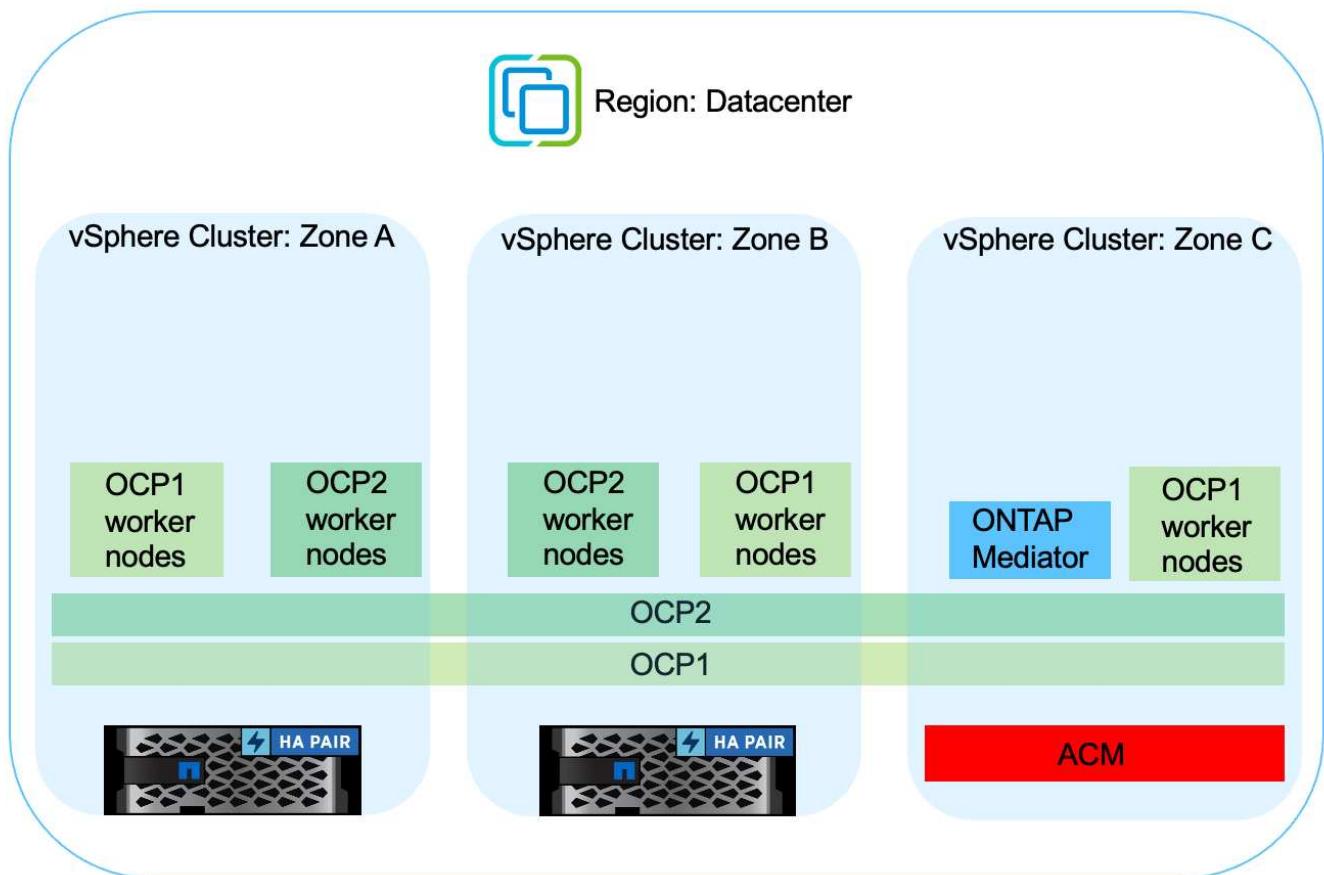 Region: Datacenter
vSphere Cluster: Zone A
vSphere Cluster: Zone B
vSphere Cluster: Zone C
OCP1
worker
nodes
OCP2
worker
nodes
OCP2
worker
nodes
OCP1
worker
nodes
ONTAP
Mediator
OCP1
worker
nodes
OCP2
OCP1
HA PAIR
HA PAIR
ACM